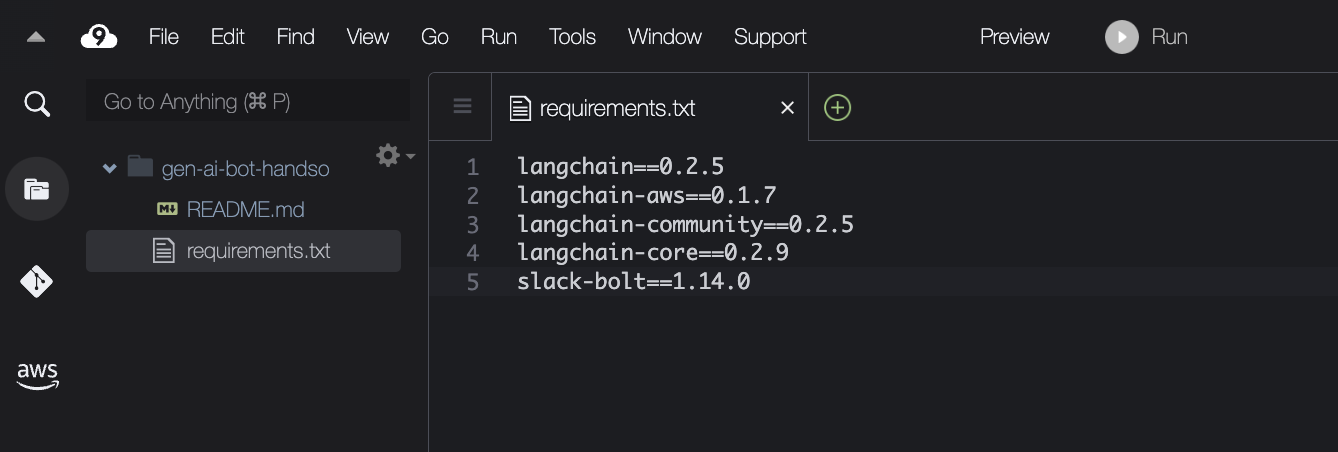 9 File Edit Find View Go Run Tools Window Support Preview Run
Go to Anything (⌘ P)
requirements.txt
gen-ai-bot-handso
README.md
requirements.txt
aws
1 langchain==0.2.5
2 langchain-aws==0.1.7
3 langchain-community==0.2.5
4 langchain-core==0.2.9
5 slack-bolt==1.14.0